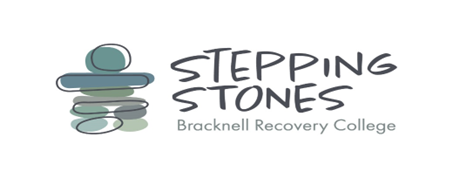 STEPPING
STONES
Bracknell Recovery College